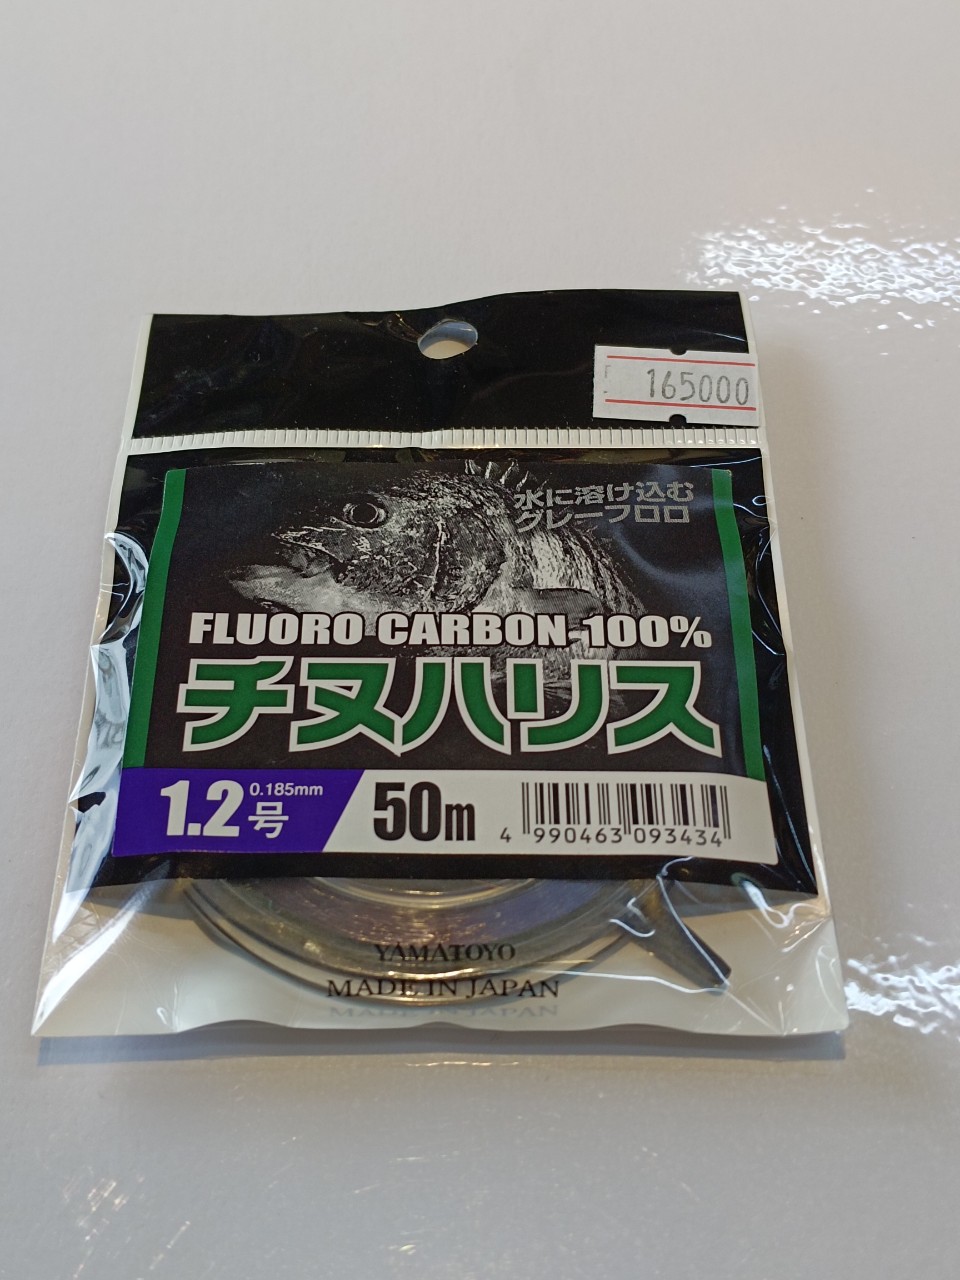 165000
水に溶け込む
グレーフロロ
FLUORO CARBON 100%
チヌハリス
1.2号 0.185mm
50m
4 990463 093434
YAMATOYO
MADE IN JAPAN